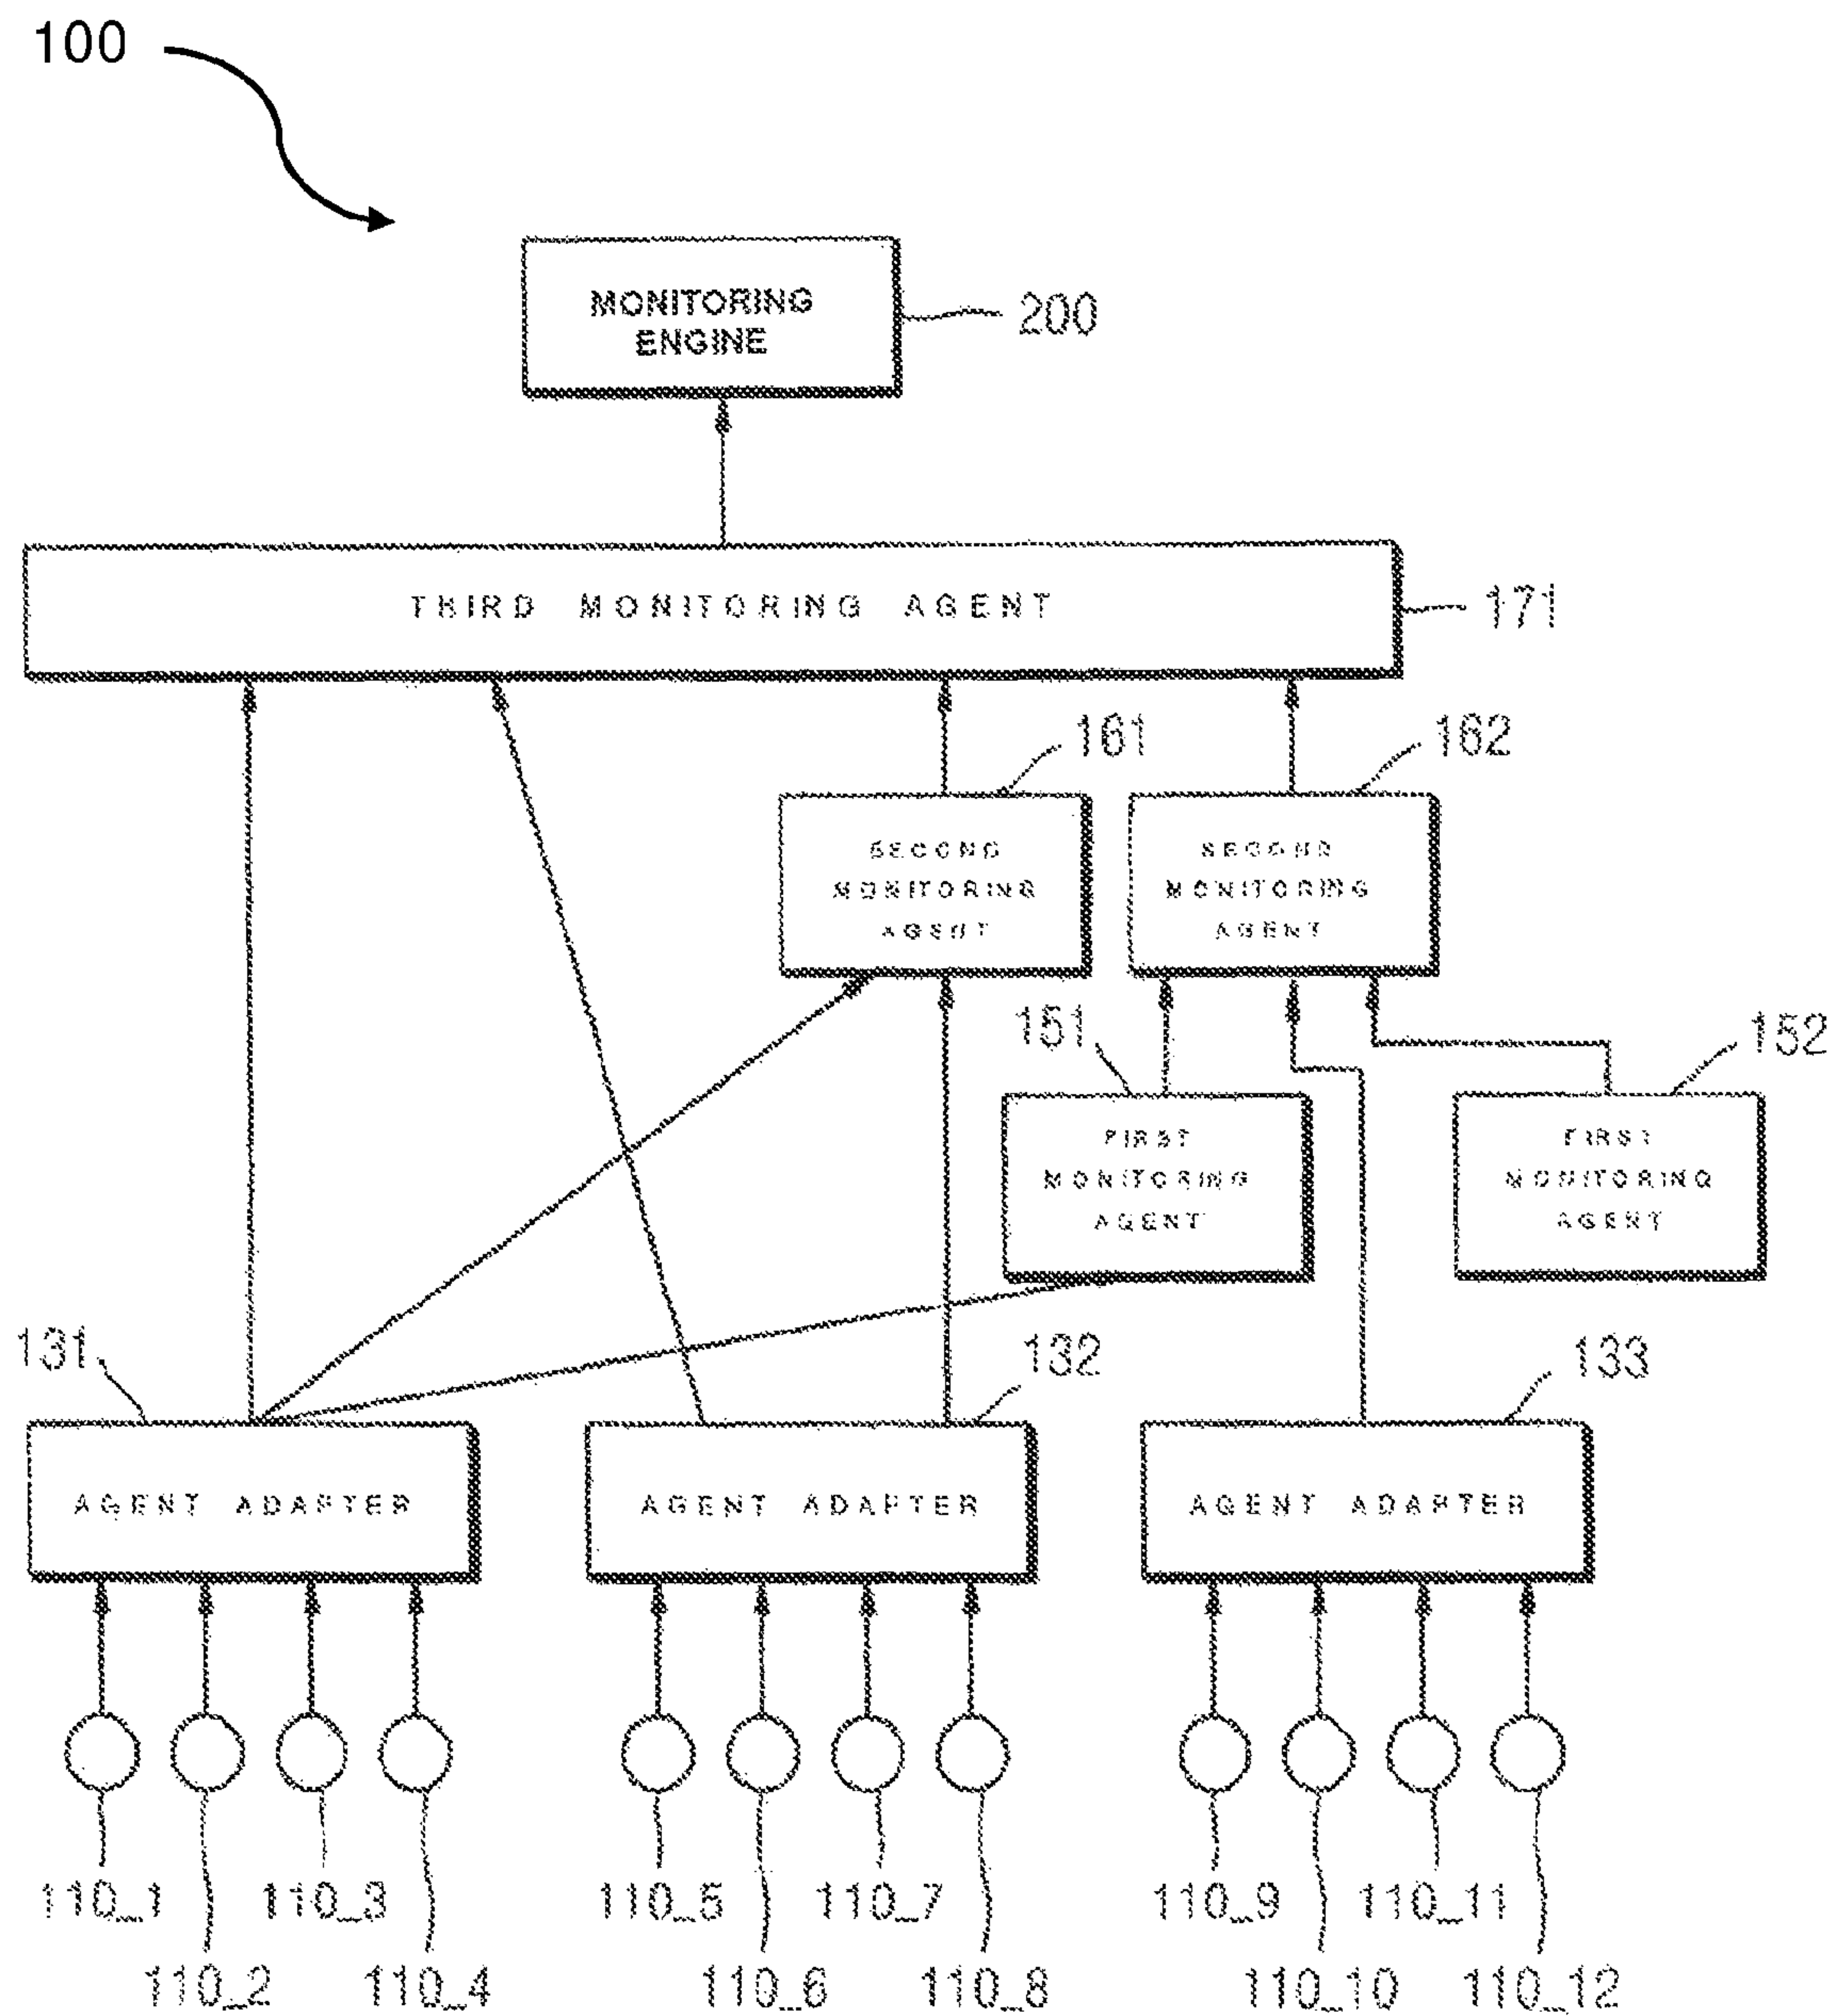 100
MONITORING
ENGINE
200
THIRD MONITORING AGENT
171
161
162
SECOND
MONITORING
AGENT
SECOND
MONITORING
AGENT
151
152
FIRST
MONITORING
AGENT
FIRST
MONITORING
AGENT
131
132
133
AGENT ADAPTER
AGENT ADAPTER
AGENT ADAPTER
110_1
110_3
110_5
110_7
110_9
110_11
110_2
110_4
110_6
110_8
110_10
110_12